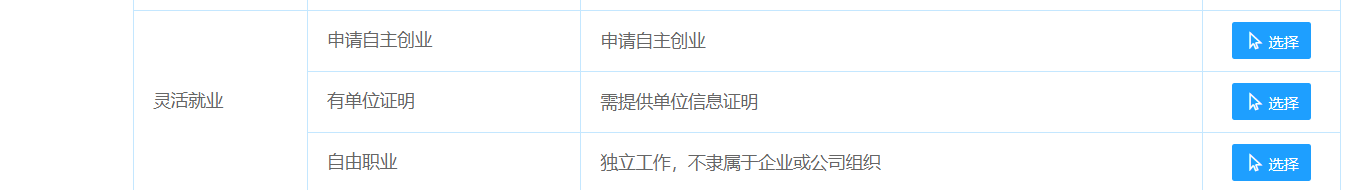 申请自主创业 申请自主创业 选择
灵活就业 有单位证明 需提供单位信息证明 选择
自由职业 独立工作，不隶属于企业或公司组织 选择